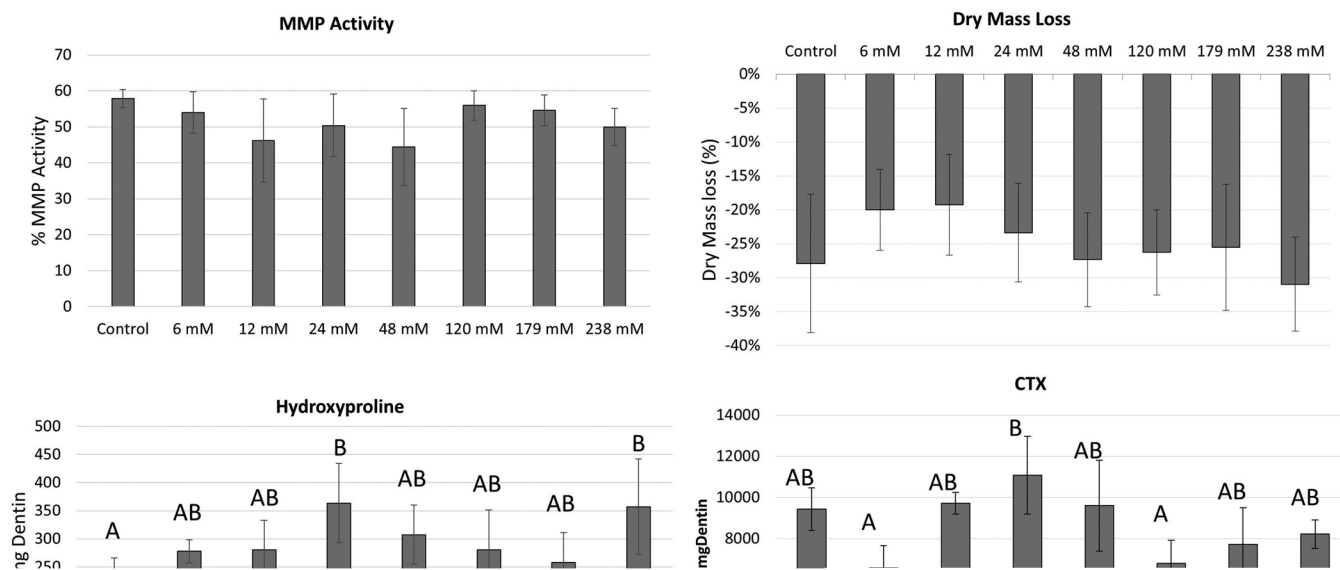 MMP Activity
70
60
50
40
30
20
10
0
% MMP Activity
Control 6 mM 12 mM 24 mM 48 mM 120 mM 179 mM 238 mM
Dry Mass Loss
Control 6 mM 12 mM 24 mM 48 mM 120 mM 179 mM 238 mM
0%
-5%
-10%
-15%
-20%
-25%
-30%
-35%
-40%
Dry Mass loss (%)
Hydroxyproline
500
450
400
350
300
250
mg Dentin
A AB AB B AB AB AB B
CTX
14000
12000
10000
8000
mgDentin
AB A AB B AB A AB AB